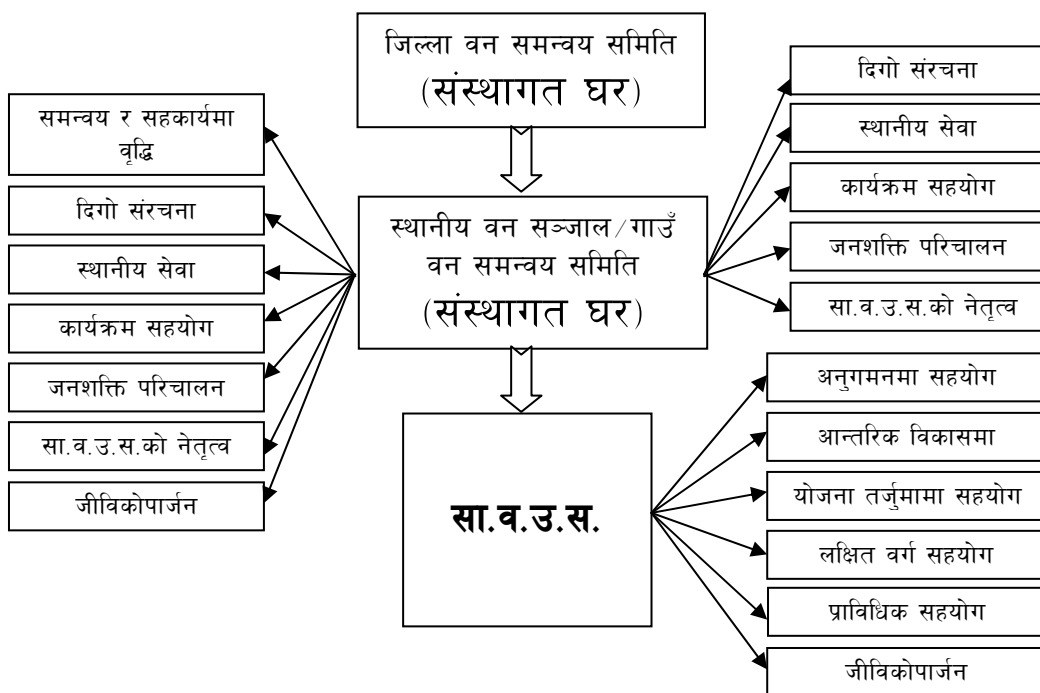 जिल्ला वन समन्वय समिति
(संस्थागत घर)
समन्वय र सहकार्यमा
वृद्धि
दिगो संरचना
स्थानीय सेवा
कार्यक्रम सहयोग
जनशक्ति परिचालन
सा.व.उ.स.को नेतृत्व
जीविकोपार्जन
स्थानीय वन सञ्जाल/गाउँ
वन समन्वय समिति
(संस्थागत घर)
दिगो संरचना
स्थानीय सेवा
कार्यक्रम सहयोग
जनशक्ति परिचालन
सा.व.उ.स.को नेतृत्व
सा.व.उ.स.
अनुगमनमा सहयोग
आन्तरिक विकासमा
योजना तर्जुमामा सहयोग
लक्षित वर्ग सहयोग
प्राविधिक सहयोग
जीविकोपार्जन